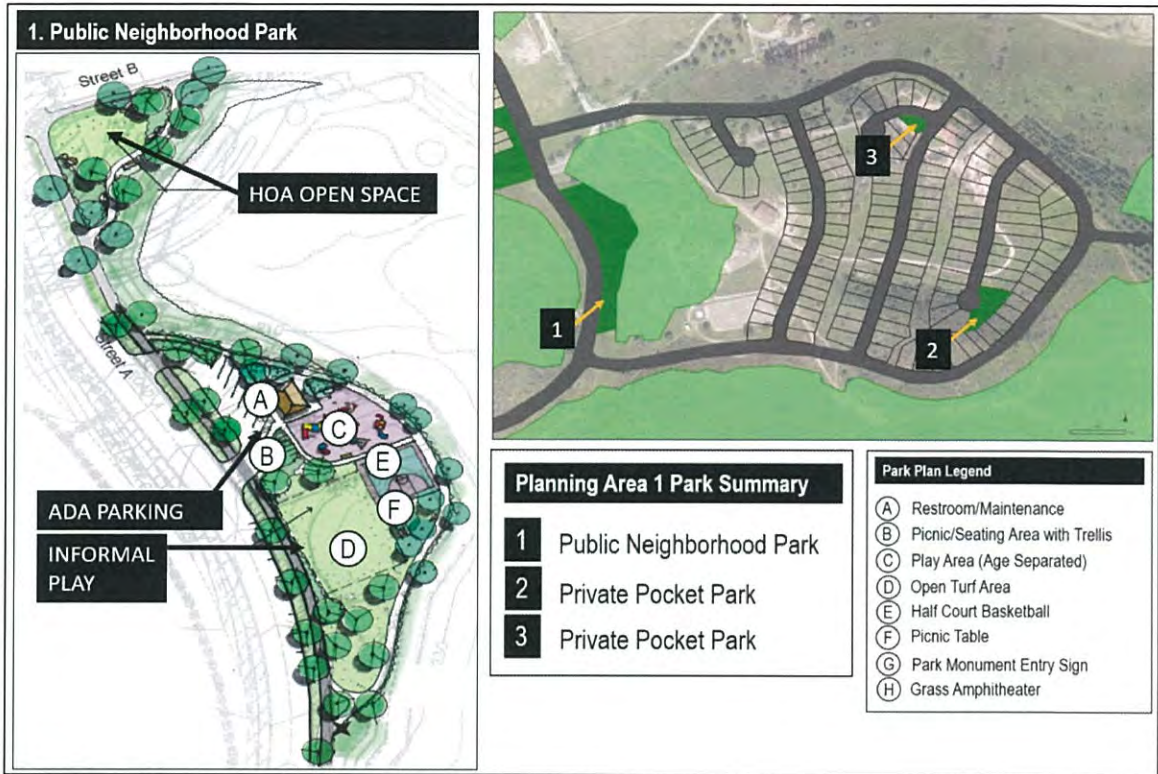 1. Public Neighborhood Park
Street B
HOA OPEN SPACE
Street A
A
C
B
E
F
D
ADA PARKING
INFORMAL
PLAY
3
1
2
Planning Area 1 Park Summary
1 Public Neighborhood Park
2 Private Pocket Park
3 Private Pocket Park
Park Plan Legend
A Restroom/Maintenance
B Picnic/Seating Area with Trellis
C Play Area (Age Separated)
D Open Turf Area
E Half Court Basketball
F Picnic Table
G Park Monument Entry Sign
H Grass Amphitheater